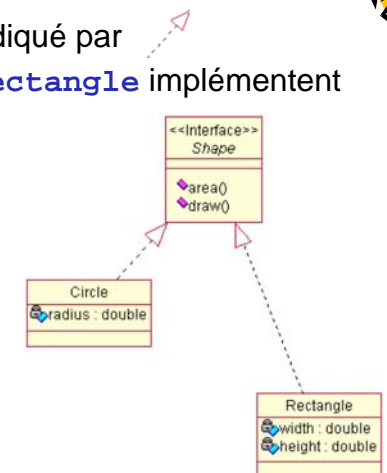 diqué par
ectangle implémentent
<<Interface>>
Shape
area()
draw()
Circle
radius : double
Rectangle
width : double
height : double